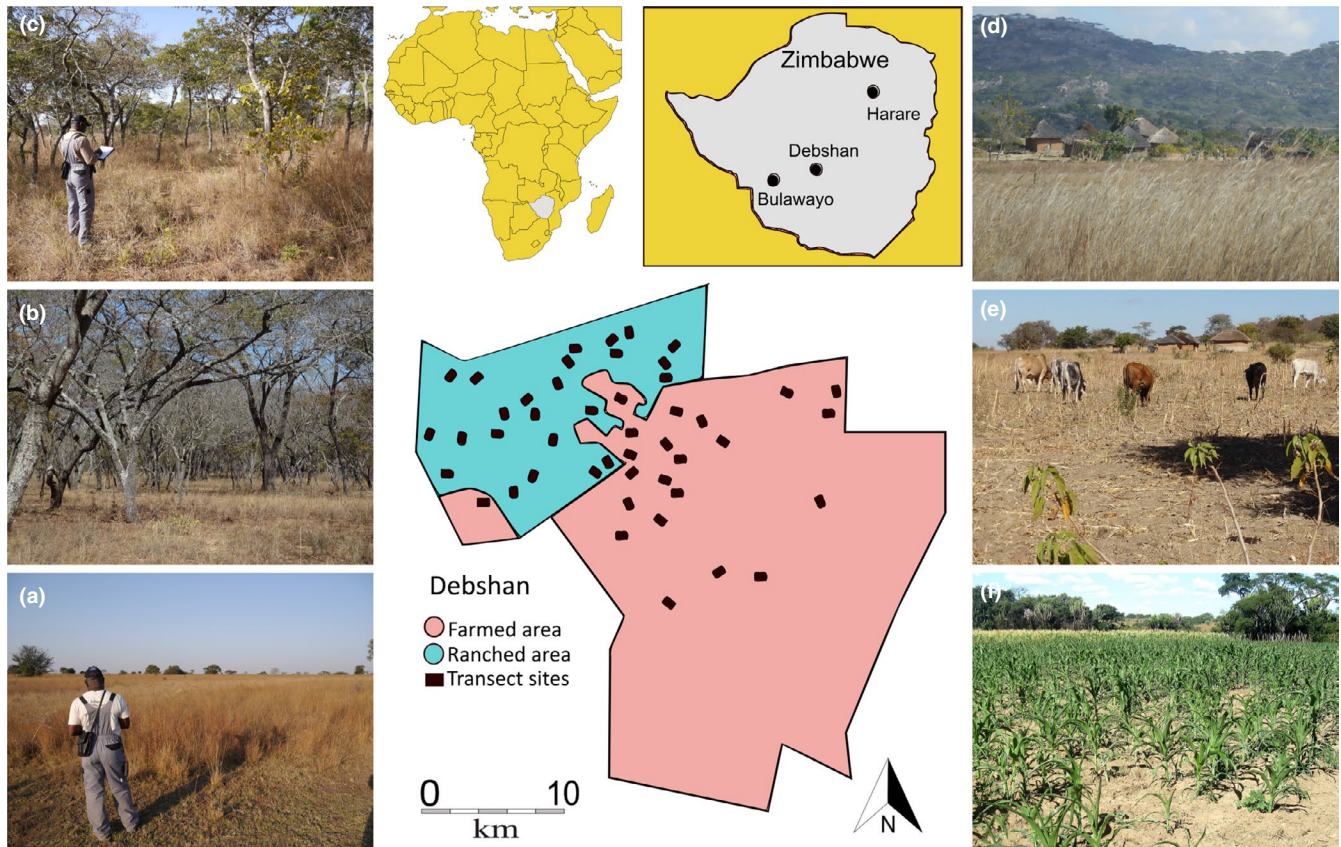 (c)
Zimbabwe
Harare
Debshan
Bulawayo
(d)
(b)
(e)
(a)
Debshan
Farmed area
Ranched area
Transect sites
0 10
km
N
(f)